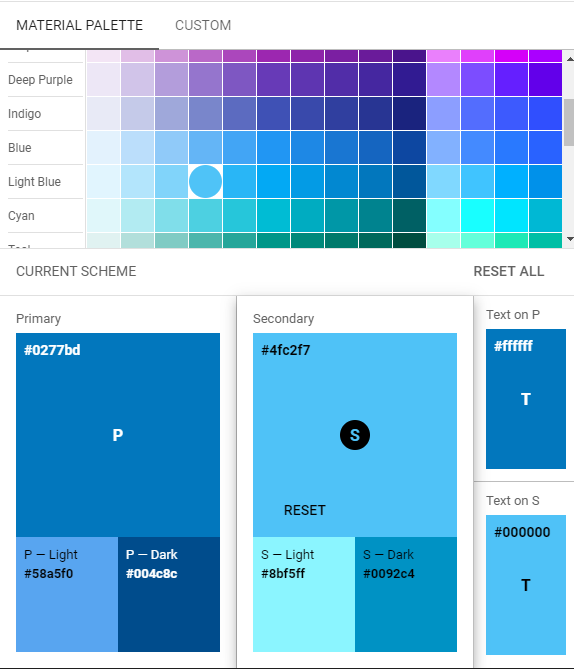 MATERIAL PALETTE CUSTOM
Deep Purple
Indigo
Blue
Light Blue
Cyan
CURRENT SCHEME RESET ALL
Primary
#0277bd
P
P — Light
#58a5f0
P — Dark
#004c8c
Secondary
#4fc2f7
S
RESET
S — Light
#8bf5ff
S — Dark
#0092c4
Text on P
#ffffff
T
Text on S
#000000
T